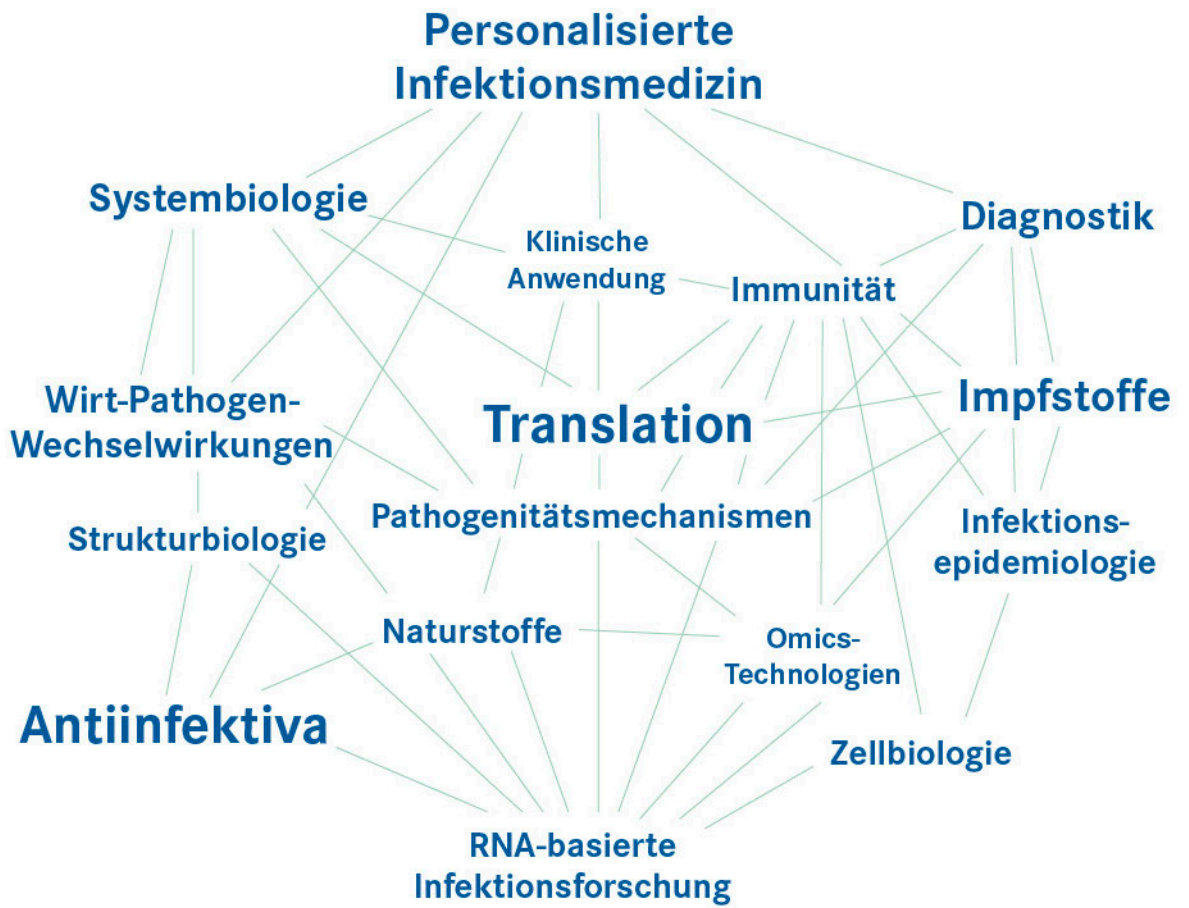 Personalisierte
Infektionsmedizin
Systembiologie
Diagnostik
Klinische
Anwendung
Immunität
Wirt-Pathogen-
Wechselwirkungen
Translation
Impfstoffe
Pathogenitätsmechanismen
Strukturbiologie
Infektions-
epidemiologie
Naturstoffe
Omics-
Technologien
Antiinfektiva
Zellbiologie
RNA-basierte
Infektionsforschung